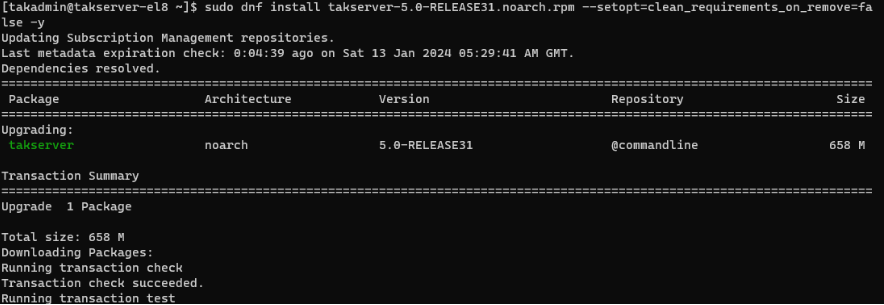 [takadmin@takserver-el8 ~]$ sudo dnf install takserver-5.0-RELEASE31.noarch.rpm --setopt=clean_requirements_on_remove=fa
lse -y
Updating Subscription Management repositories.
Last metadata expiration check: 0:04:39 ago on Sat 13 Jan 2024 05:29:41 AM GMT.
Dependencies resolved.
================================================================================================================
Package Architecture Version Repository Size
================================================================================================================
Upgrading:
takserver noarch 5.0-RELEASE31 @commandline 658 M
Transaction Summary
================================================================================================================
Upgrade  1 Package
Total size: 658 M
Downloading Packages:
Running transaction check
Transaction check succeeded.
Running transaction test